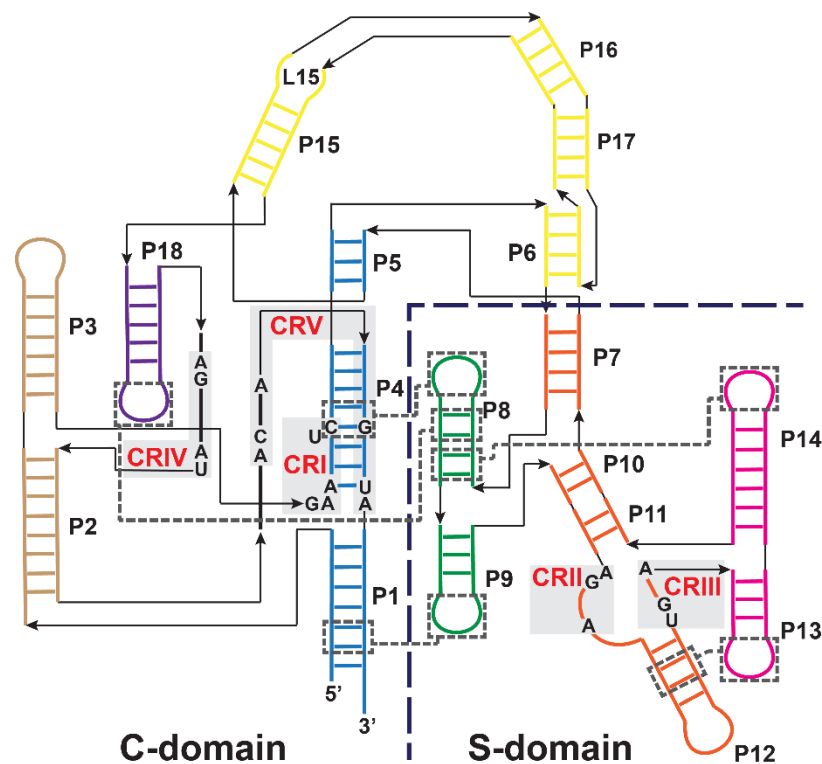 P16
L15
P15
P17
P18
P6
P5
P3
CRV
P7
A
G
A
U
CRIV
A
C
A
P4
U
C
G
CRI
A
G
A
U
A
P8
P14
P10
P11
P2
P1
P9
CRII
G
A
A
A
CRIII
G
U
P13
5’
3’
P12
C-domain
S-domain